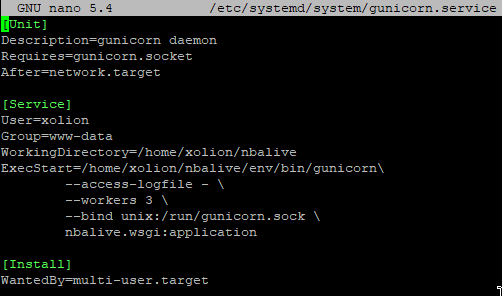 GNU nano 5.4 /etc/systemd/system/gunicorn.service
[Unit]
Description=gunicorn daemon
Requires=gunicorn.socket
After=network.target
[Service]
User=xolion
Group=www-data
WorkingDirectory=/home/xolion/nbalive
ExecStart=/home/xolion/nbalive/env/bin/gunicorn\
--access-logfile - \
--workers 3 \
--bind unix:/run/gunicorn.sock \
nbalive.wsgi:application
[Install]
WantedBy=multi-user.target